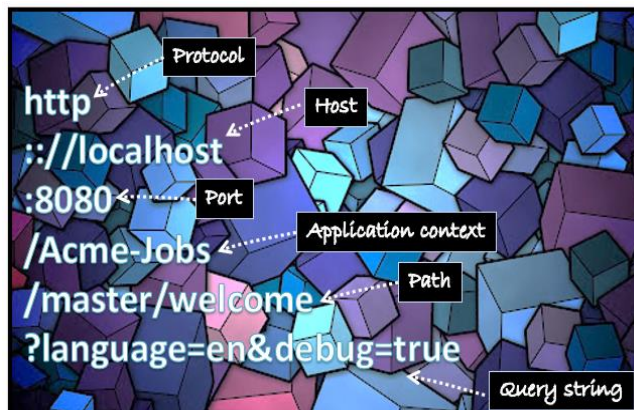 Protocol
http
Host
:://localhost
:8080
Port
/Acme-Jobs
Application context
/master/welcome
Path
?language=en&debug=true
Query string